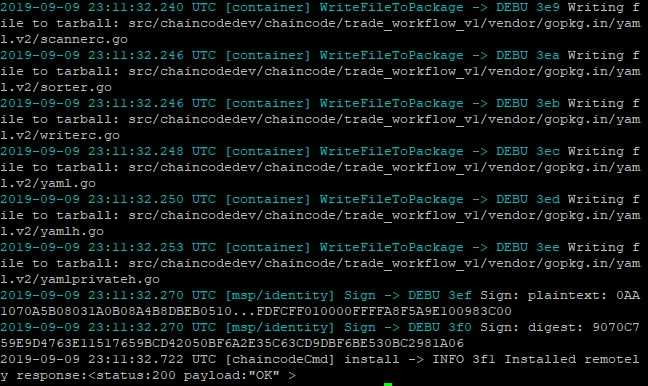 2019-09-09 23:11:32.240 UTC [container] WriteFileToPackage -> DEBU 3e9 Writing fi
le to tarball: src/chaincodedev/chaincode/trade_workflow_v1/vendor/gopkg.in/yam
l.v2/scannerc.go
2019-09-09 23:11:32.246 UTC [container] WriteFileToPackage -> DEBU 3ea Writing f
ile to tarball: src/chaincodedev/chaincode/trade_workflow_v1/vendor/gopkg.in/yam
l.v2/sorter.go
2019-09-09 23:11:32.246 UTC [container] WriteFileToPackage -> DEBU 3eb Writing f
ile to tarball: src/chaincodedev/chaincode/trade_workflow_v1/vendor/gopkg.in/yam
l.v2/writerc.go
2019-09-09 23:11:32.248 UTC [container] WriteFileToPackage -> DEBU 3ec Writing f
ile to tarball: src/chaincodedev/chaincode/trade_workflow_v1/vendor/gopkg.in/yam
l.v2/yaml.go
2019-09-09 23:11:32.250 UTC [container] WriteFileToPackage -> DEBU 3ed Writing f
ile to tarball: src/chaincodedev/chaincode/trade_workflow_v1/vendor/gopkg.in/yam
l.v2/yamlh.go
2019-09-09 23:11:32.253 UTC [container] WriteFileToPackage -> DEBU 3ee Writing f
ile to tarball: src/chaincodedev/chaincode/trade_workflow_v1/vendor/gopkg.in/yam
l.v2/yamlprivateh.go
2019-09-09 23:11:32.270 UTC [msp/identity] Sign -> DEBU 3ef Sign: plaintext: 0AA
1070A5B08031A0B08A4B8DBEB0510...FDFCFF010000FFFFA8F5A9E100983C00
2019-09-09 23:11:32.270 UTC [msp/identity] Sign -> DEBU 3f0 Sign: digest: 9070C7
59E9D4763E11517659BCD42050BF6A2E35C63CD9DBF6BE530BC2981A06
2019-09-09 23:11:32.722 UTC [chaincodeCmd] install -> INFO 3f1 Installed remotel
y response:<status:200 payload:"OK" >